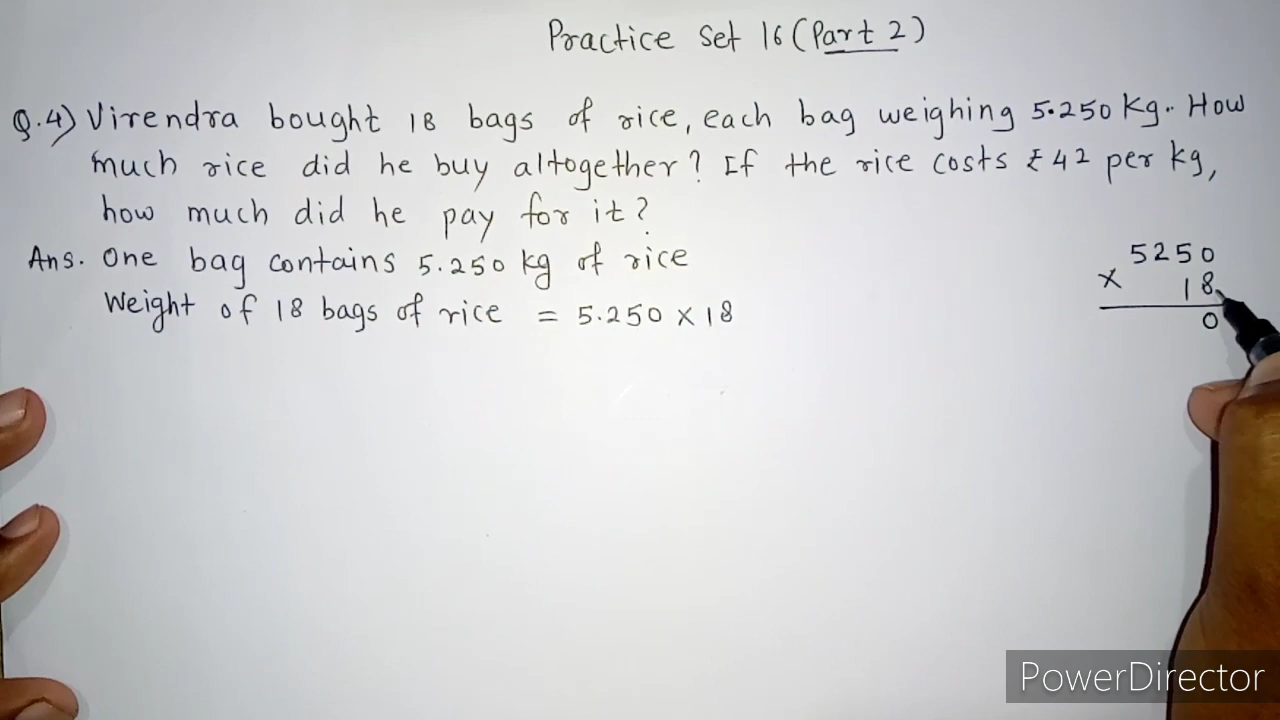 Practice Set 16 (Part 2)
Q.4) Virendra bought 18 bags of rice, each bag weighing 5.250 Kg.. How
much rice did he buy altogether? If the rice costs ₹42 per kg,
how much did he pay for it?
Ans. One bag contains 5.250 kg of rice
Weight of 18 bags of rice = 5.250 × 18
5250
× 18
0
PowerDirector